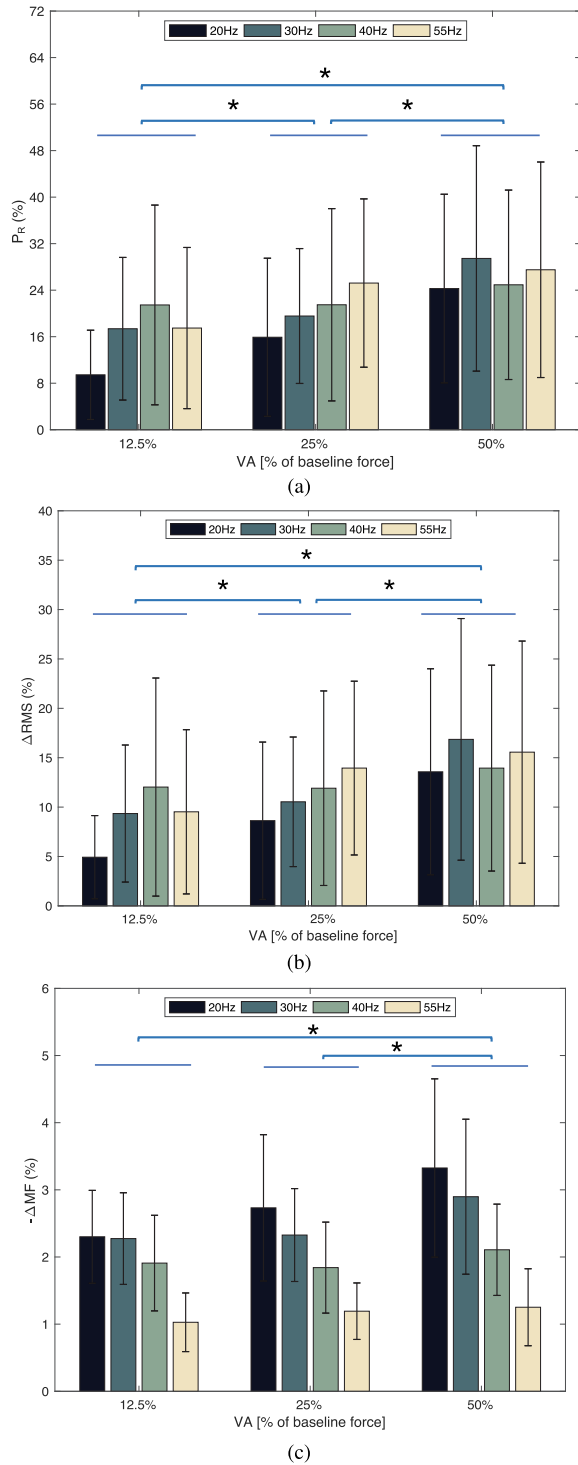 20Hz 30Hz 40Hz 55Hz
72
64
56
48
40
32
24
16
8
0
P_R (%)
*
* *
12.5% 25% 50%
VA [% of baseline force]
(a)
20Hz 30Hz 40Hz 55Hz
40
35
30
25
20
15
10
5
0
ΔRMS (%)
*
* *
12.5% 25% 50%
VA [% of baseline force]
(b)
20Hz 30Hz 40Hz 55Hz
6
5
4
3
2
1
0
-ΔMF (%)
*
*
12.5% 25% 50%
VA [% of baseline force]
(c)